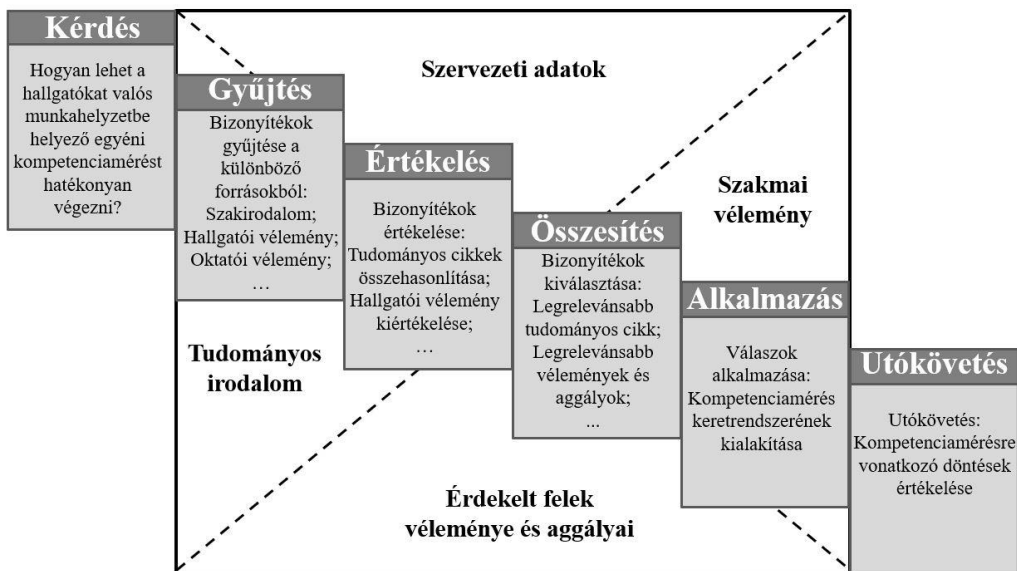 Kérdés
Hogyan lehet a
hallgatókat valós
munkahelyzetbe
helyező egyéni
kompetenciamérést
hatékonyan
végezni?
Gyűjtés
Bizonyítékok
gyűjtése a
különböző
forrásokból:
Szakirodalom;
Hallgatói vélemény;
Oktatói vélemény;
…
Értékelés
Bizonyítékok
értékelése:
Tudományos cikkek
összehasonlítása;
Hallgatói vélemény
kiértékelése;
…
Összesítés
Bizonyítékok
kiválasztása:
Legrelevánsabb
tudományos cikk;
Legrelevánsabb
vélemények és
aggályok;
...
Alkalmazás
Válaszok
alkalmazása:
Kompetenciamérés
keretrendszerének
kialakítása
Utókövetés
Utókövetés:
Kompetenciamérésre
vonatkozó döntések
értékelése
Szervezeti adatok
Szakmai
vélemény
Tudományos
irodalom
Érdekelt felek
véleménye és aggályai